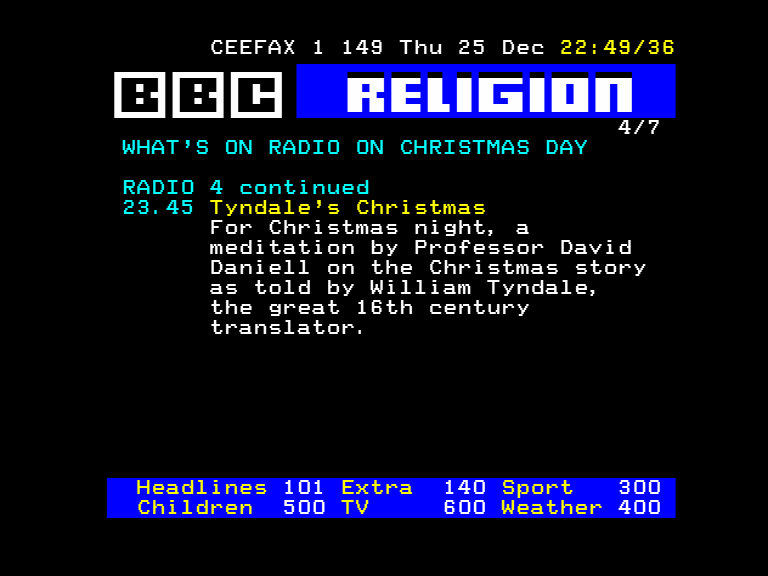 CEEFAX 1 149 Thu 25 Dec 22:49/36
BBC RELIGION
4/7
WHAT'S ON RADIO ON CHRISTMAS DAY
RADIO 4 continued
23.45 Tyndale's Christmas
For Christmas night, a
meditation by Professor David
Daniell on the Christmas story
as told by William Tyndale,
the great 16th century
translator.
Headlines 101 Extra 140 Sport 300
Children 500 TV 600 Weather 400